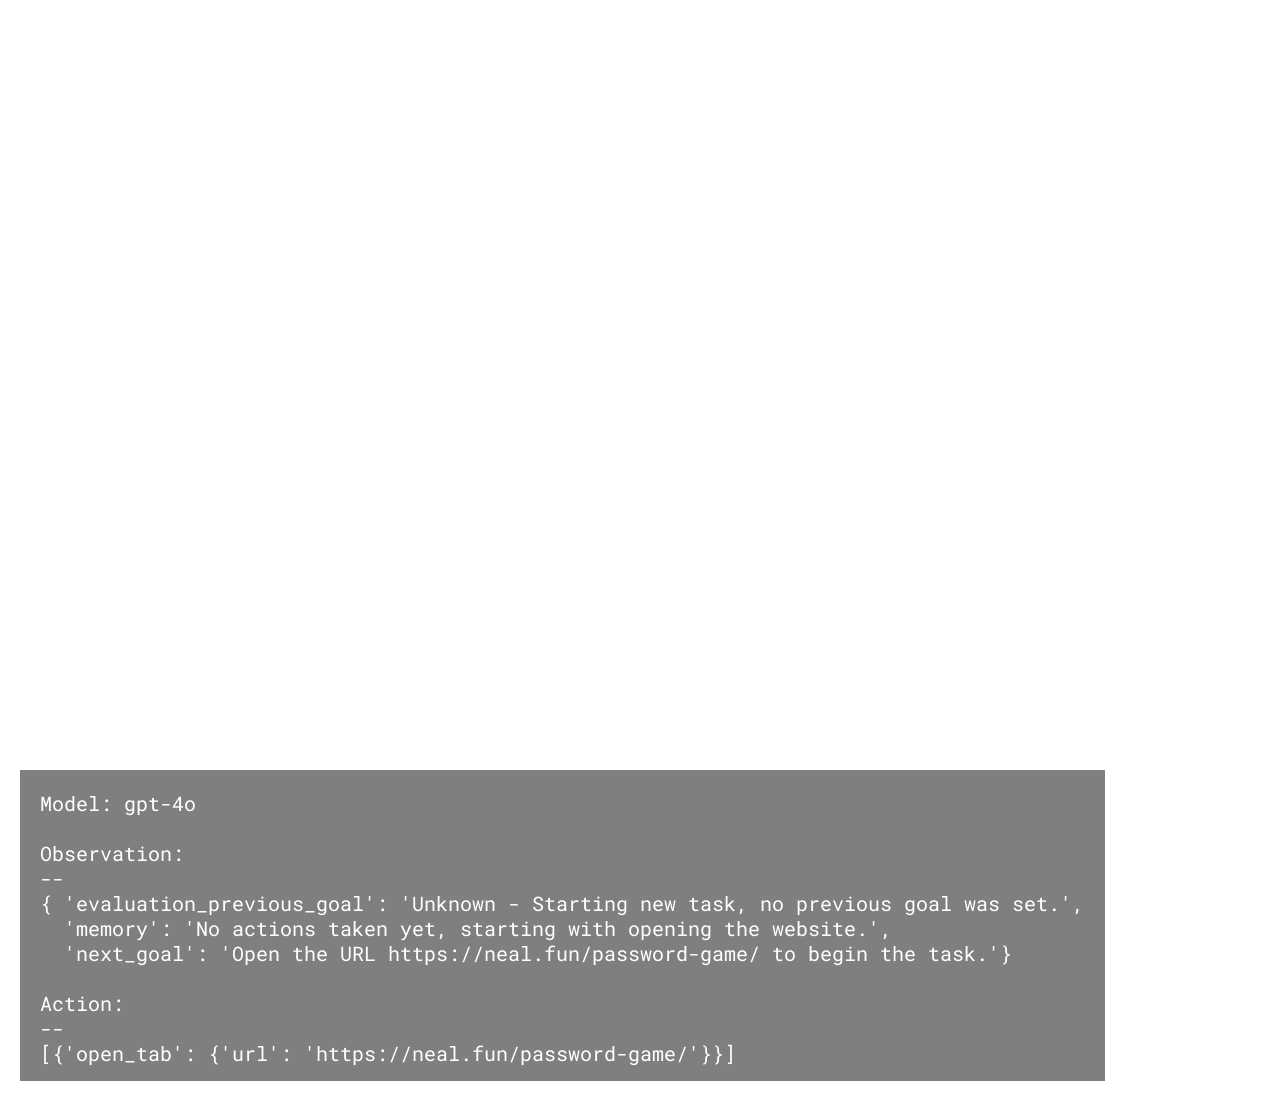 Model: gpt-4o
Observation:
--
{ 'evaluation_previous_goal': 'Unknown - Starting new task, no previous goal was set.',
  'memory': 'No actions taken yet, starting with opening the website.',
  'next_goal': 'Open the URL https://neal.fun/password-game/ to begin the task.'}
Action:
--
[{'open_tab': {'url': 'https://neal.fun/password-game/'}}]